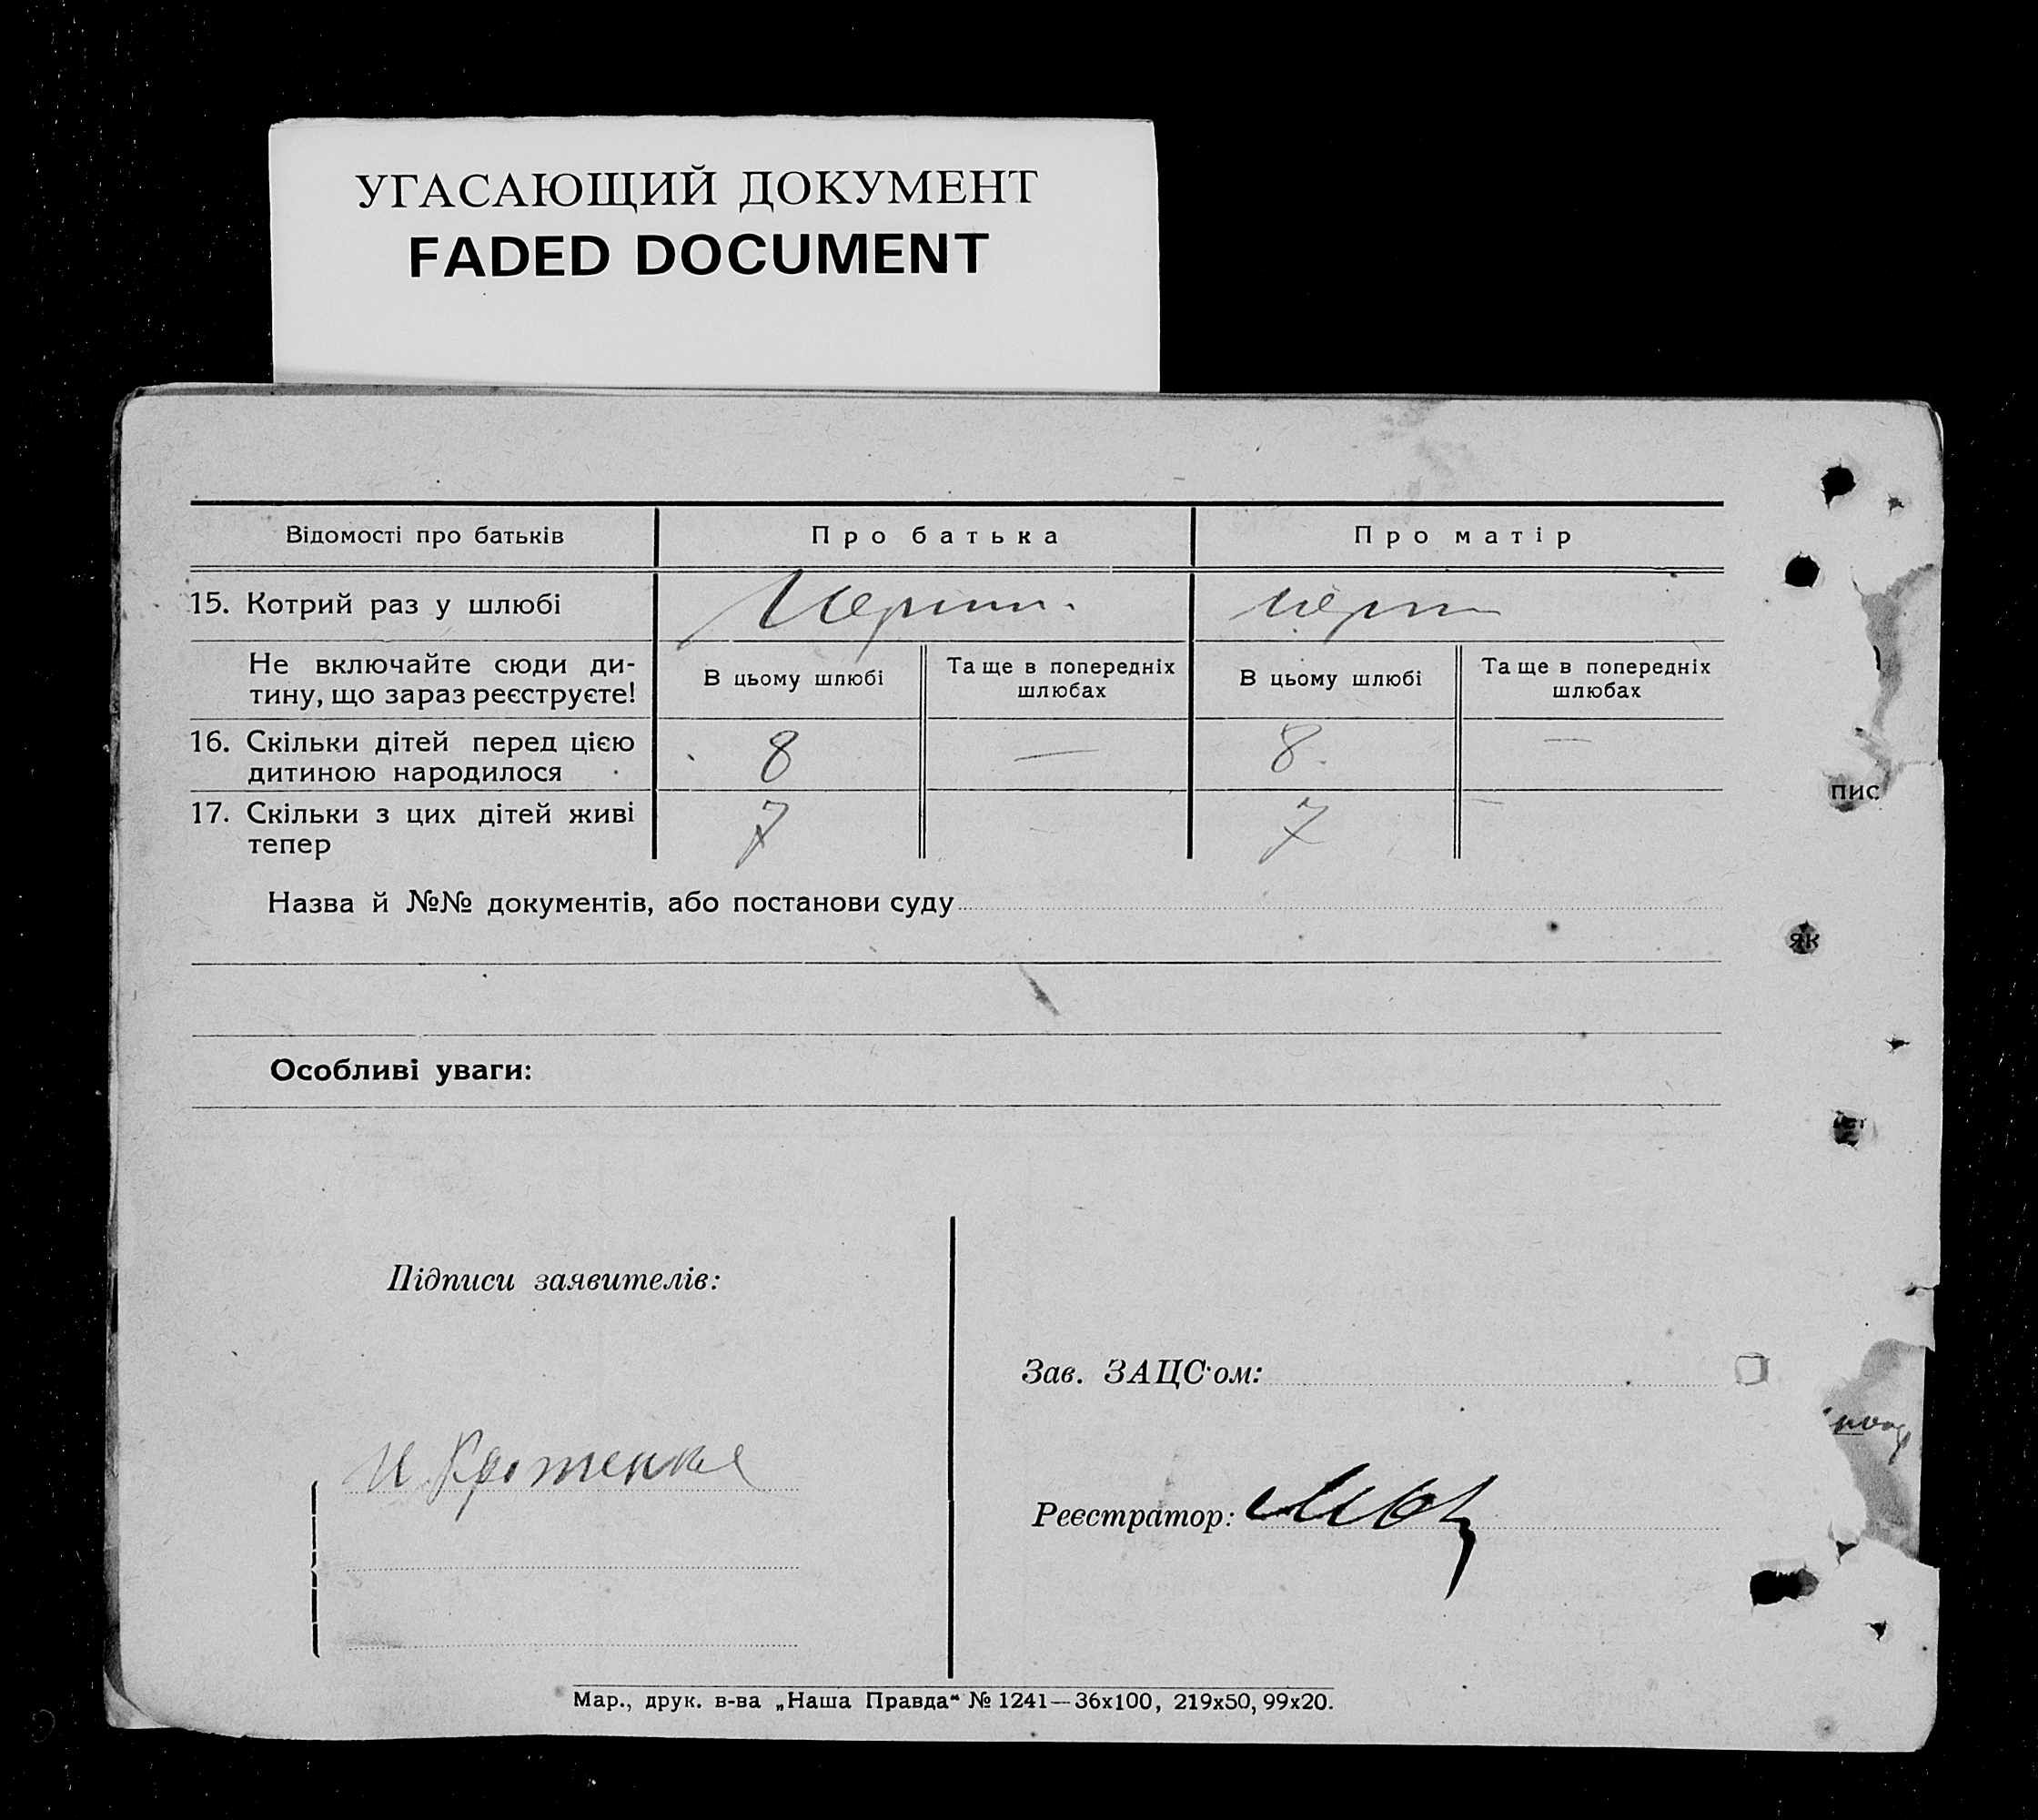 УГАСАЮЩИЙ ДОКУМЕНТ
FADED DOCUMENT
Відомості про батьків Про батька Про матір
15. Котрий раз у шлюбі
Не включайте сюди ди-
тину, що зараз реєструєте!
В цьому шлюбі
Та ще в попередніх
шлюбах
В цьому шлюбі
Та ще в попередніх
шлюбах
16. Скільки дітей перед цією
дитиною народилося
8 — 8 —
17. Скільки з цих дітей живі
тепер
7 7 —
пис
Назва й №№ документів, або постанови суду
як
Особливі уваги:
Підписи заявителів:
Зав. ЗАЦС'ом:
Реєстратор:
Мар., друк. в-ва „Наша Правда“ № 1241—36х100, 219х50, 99х20.